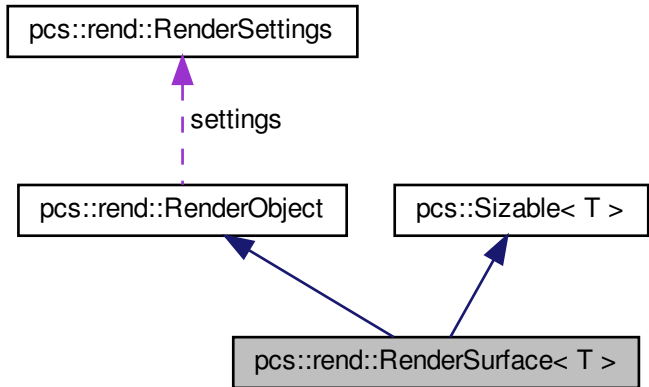 pcs::rend::RenderSettings
settings
pcs::rend::RenderObject
pcs::Sizable< T >
pcs::rend::RenderSurface< T >